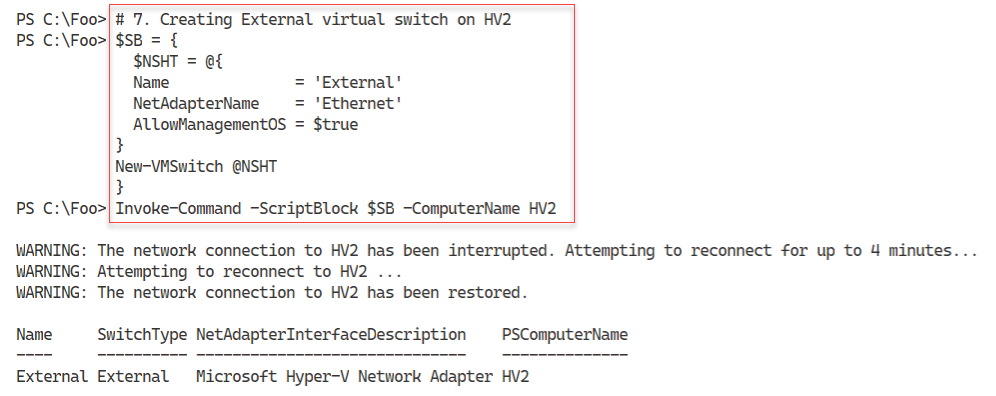 PS C:\Foo> # 7. Creating External virtual switch on HV2
PS C:\Foo> $SB = {
  $NSHT = @{
  Name              = 'External'
  NetAdapterName    = 'Ethernet'
  AllowManagementOS = $true
}
New-VMSwitch @NSHT
}
PS C:\Foo> Invoke-Command -ScriptBlock $SB -ComputerName HV2
WARNING: The network connection to HV2 has been interrupted. Attempting to reconnect for up to 4 minutes...
WARNING: Attempting to reconnect to HV2 ...
WARNING: The network connection to HV2 has been restored.
Name     SwitchType NetAdapterInterfaceDescription    PSComputerName
----     ---------- ------------------------------    --------------
External External   Microsoft Hyper-V Network Adapter HV2